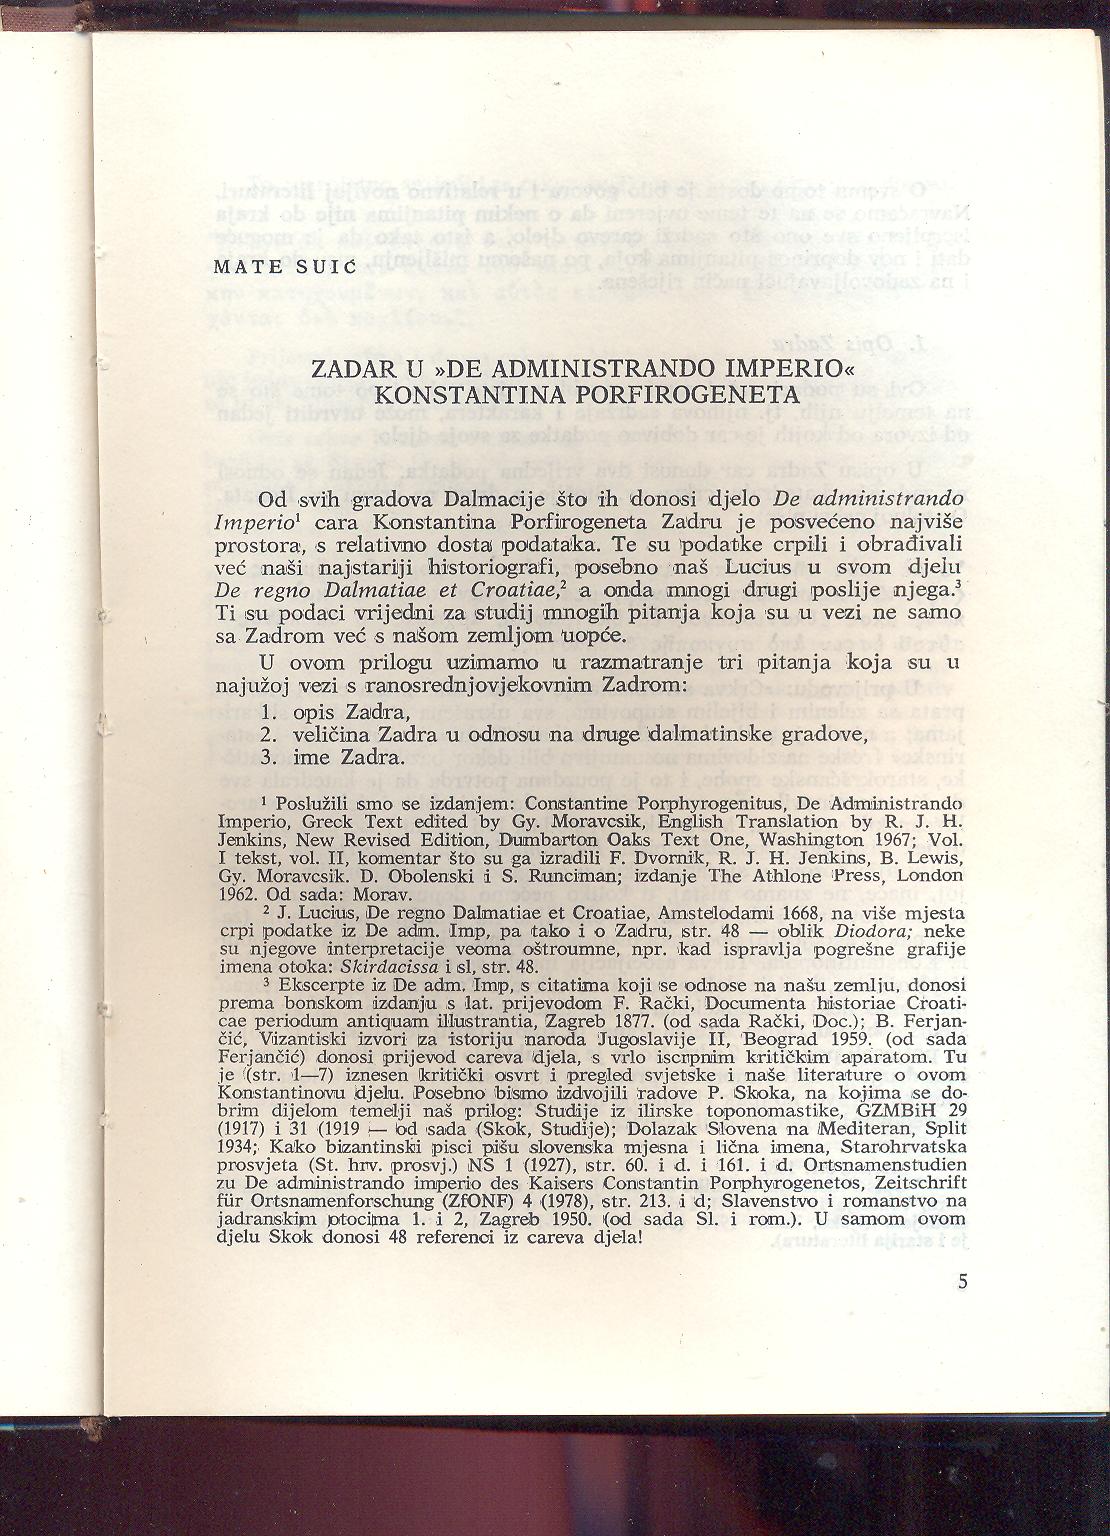 MATE SUIĆ
ZADAR U »DE ADMINISTRANDO IMPERIO«
KONSTANTINA PORFIROGENETA
Od svih gradova Dalmacije što ih donosi djelo De administrando
Imperio¹ cara Konstantina Porfirogeneta Zadru je posvećeno najviše
prostora, s relativno dosta podataka. Te su podatke crpili i obrađivali
već naši najstariji historiografi, posebno naš Lucius u svom djelu
De regno Dalmatiae et Croatiae,² a onda mnogi drugi poslije njega.³
Ti su podaci vrijedni za studij mnogih pitanja koja su u vezi ne samo
sa Zadrom već s našom zemljom uopće.
U ovom prilogu uzimamo u razmatranje tri pitanja koja su u
najužoj vezi s ranosrednjovjekovnim Zadrom:
1. opis Zadra,
2. veličina Zadra u odnosu na druge dalmatinske gradove,
3. ime Zadra.
¹ Poslužili smo se izdanjem: Constantine Porphyrogenitus, De Administrando
Imperio, Greck Text edited by Gy. Moravcsik, English Translation by R. J. H.
Jenkins, New Revised Edition, Dumbarton Oaks Text One, Washington 1967; Vol.
I tekst, vol. II, komentar što su ga izradili F. Dvornik, R. J. H. Jenkins, B. Lewis,
Gy. Moravcsik. D. Obolenski i S. Runciman; izdanje The Athlone Press, London
1962. Od sada: Morav.
² J. Lucius, De regno Dalmatiae et Croatiae, Amstelodami 1668, na više mjesta
crpi podatke iz De adm. Imp, pa tako i o Zadru, str. 48 — oblik Diodora; neke
su njegove interpretacije veoma oštroumne, npr. kad ispravlja pogrešne grafije
imena otoka: Skirdacissa i sl, str. 48.
³ Ekscerpte iz De adm. Imp, s citatima koji se odnose na našu zemlju, donosi
prema bonskom izdanju s lat. prijevodom F. Rački, Documenta historiae Croati-
cae periodum antiquam illustrantia, Zagreb 1877. (od sada Rački, Doc.); B. Ferjan-
čić, Vizantiski izvori za istoriju naroda Jugoslavije II, Beograd 1959. (od sada
Ferjančić) donosi prijevod careva djela, s vrlo iscrpnim kritičkim aparatom. Tu
je (str. 1—7) iznesen kritički osvrt i pregled svjetske i naše literature o ovom
Konstantinovu djelu. Posebno bismo izdvojili radove P. Skoka, na kojima se do-
brim dijelom temelji naš prilog: Studije iz ilirske toponomastike, GZMBiH 29
(1917) i 31 (1919 — od sada (Skok, Studije); Dolazak Slovena na Mediteran, Split
1934; Kako bizantinski pisci pišu slovenska mjesna i lična imena, Starohrvatska
prosvjeta (St. hrv. prosvj.) NS 1 (1927), str. 60. i d. i 161. i d. Ortsnamenstudien
zu De administrando imperio des Kaisers Constantin Porphyrogenetos, Zeitschrift
für Ortsnamenforschung (ZfONF) 4 (1978), str. 213. i d; Slavenstvo i romanstvo na
jadranskim otocima 1. i 2, Zagreb 1950. (od sada Sl. i rom.). U samom ovom
djelu Skok donosi 48 referenci iz careva djela!
5